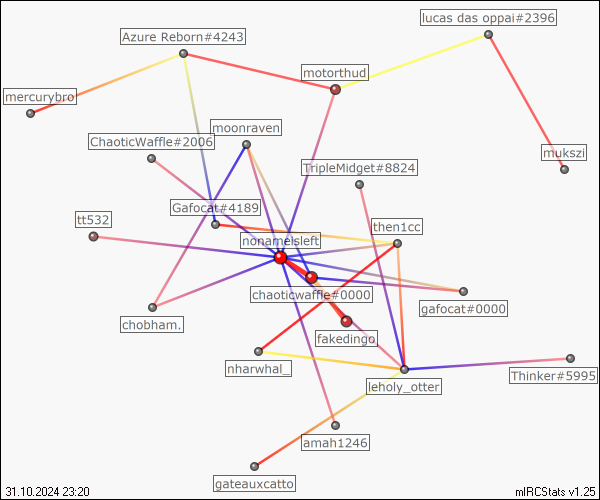 lucas das oppai#2396
Azure Reborn#4243
motorthud
mercurybro
moonraven
ChaoticWaffle#2006
mukszi
TripleMidget#8824
Gafocat#4189
tt532
then1cc
nonameisleft
chaoticwaffle#0000
gafocat#0000
chobham.
fakedingo.
nharwhal_
Thinker#5995
leholy_otter
amah1246
gateauxcatto
31.10.2024 23:20
mIRCStats v1.25